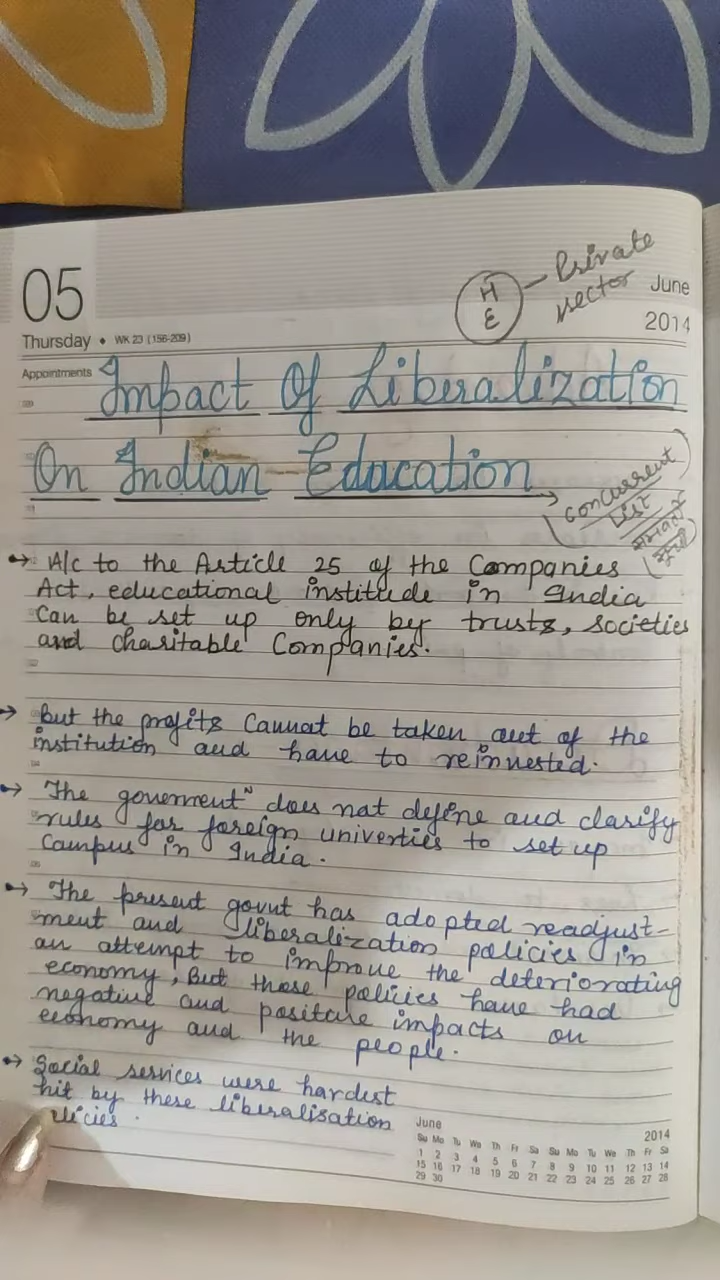 05
Thursday • WK 23 (156-209)
H
E
— Private
sector
June
2014
Appointments
Impact Of Liberalization
On Indian Edacation →
(Concurrent
List
समवर्ती
सूची)
→ A/c to the Article 25 of the Companies
Act, educational institude in India
Can be set up only by trusts, societies
and charitable Companies.
→ but the profits Cannot be taken out of the
institution and have to reinvested.
→ The govermentᴺ does not define and clarify
rules for foreign univerties to set up
Campus in India.
→ The present govnt has adopted readjust-
ment and liberalization policies in
an attempt to improve the deteriorating
economy, But these policies have had
negative and positive impacts on
economy and the people.
→ Social services were hardest
hit by these liberalisation
licies.
June 2014
Su Mo Tu We Th Fr Sa Su Mo Tu We Th Fr Sa
1 2 3 4 5 6 7 8 9 10 11 12 13 14
15 16 17 18 19 20 21 22 23 24 25 26 27 28
29 30